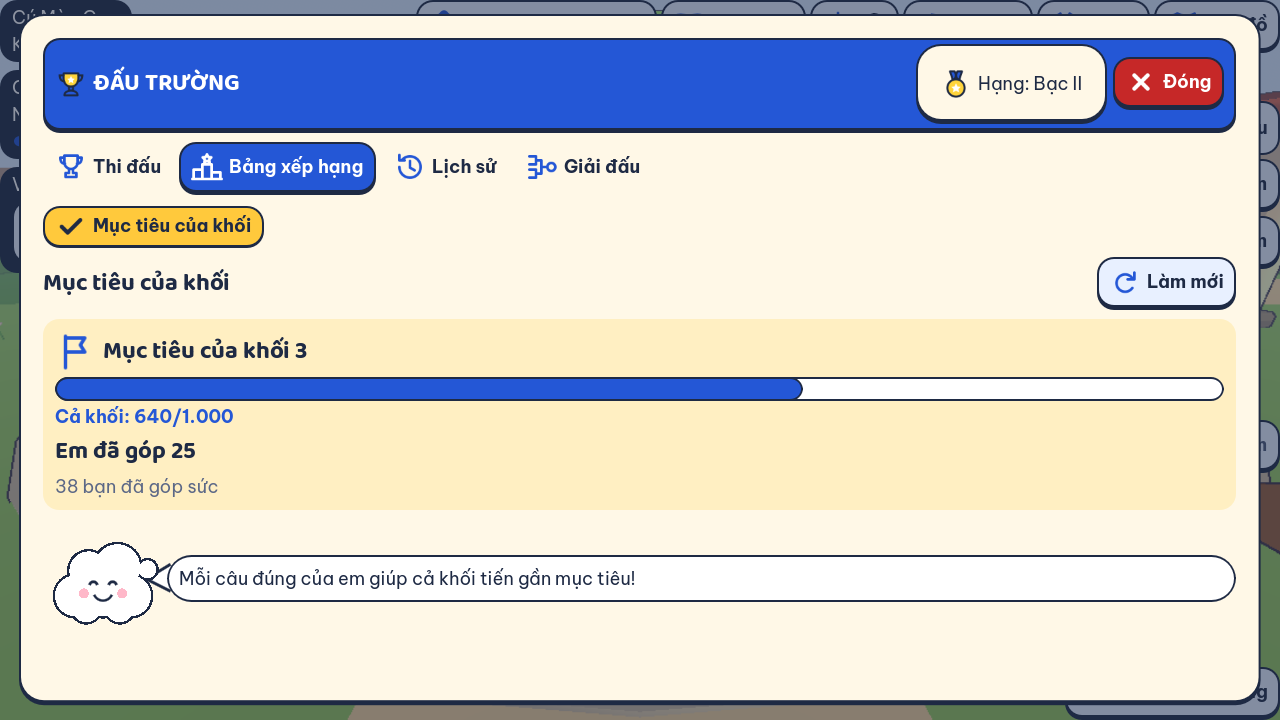 ĐẤU TRƯỜNG
Hạng: Bạc II
Đóng
Thi đấu
Bảng xếp hạng
Lịch sử
Giải đấu
Mục tiêu của khối
Mục tiêu của khối
Làm mới
Mục tiêu của khối 3
Cả khối: 640/1.000
Em đã góp 25
38 bạn đã góp sức
Mỗi câu đúng của em giúp cả khối tiến gần mục tiêu!